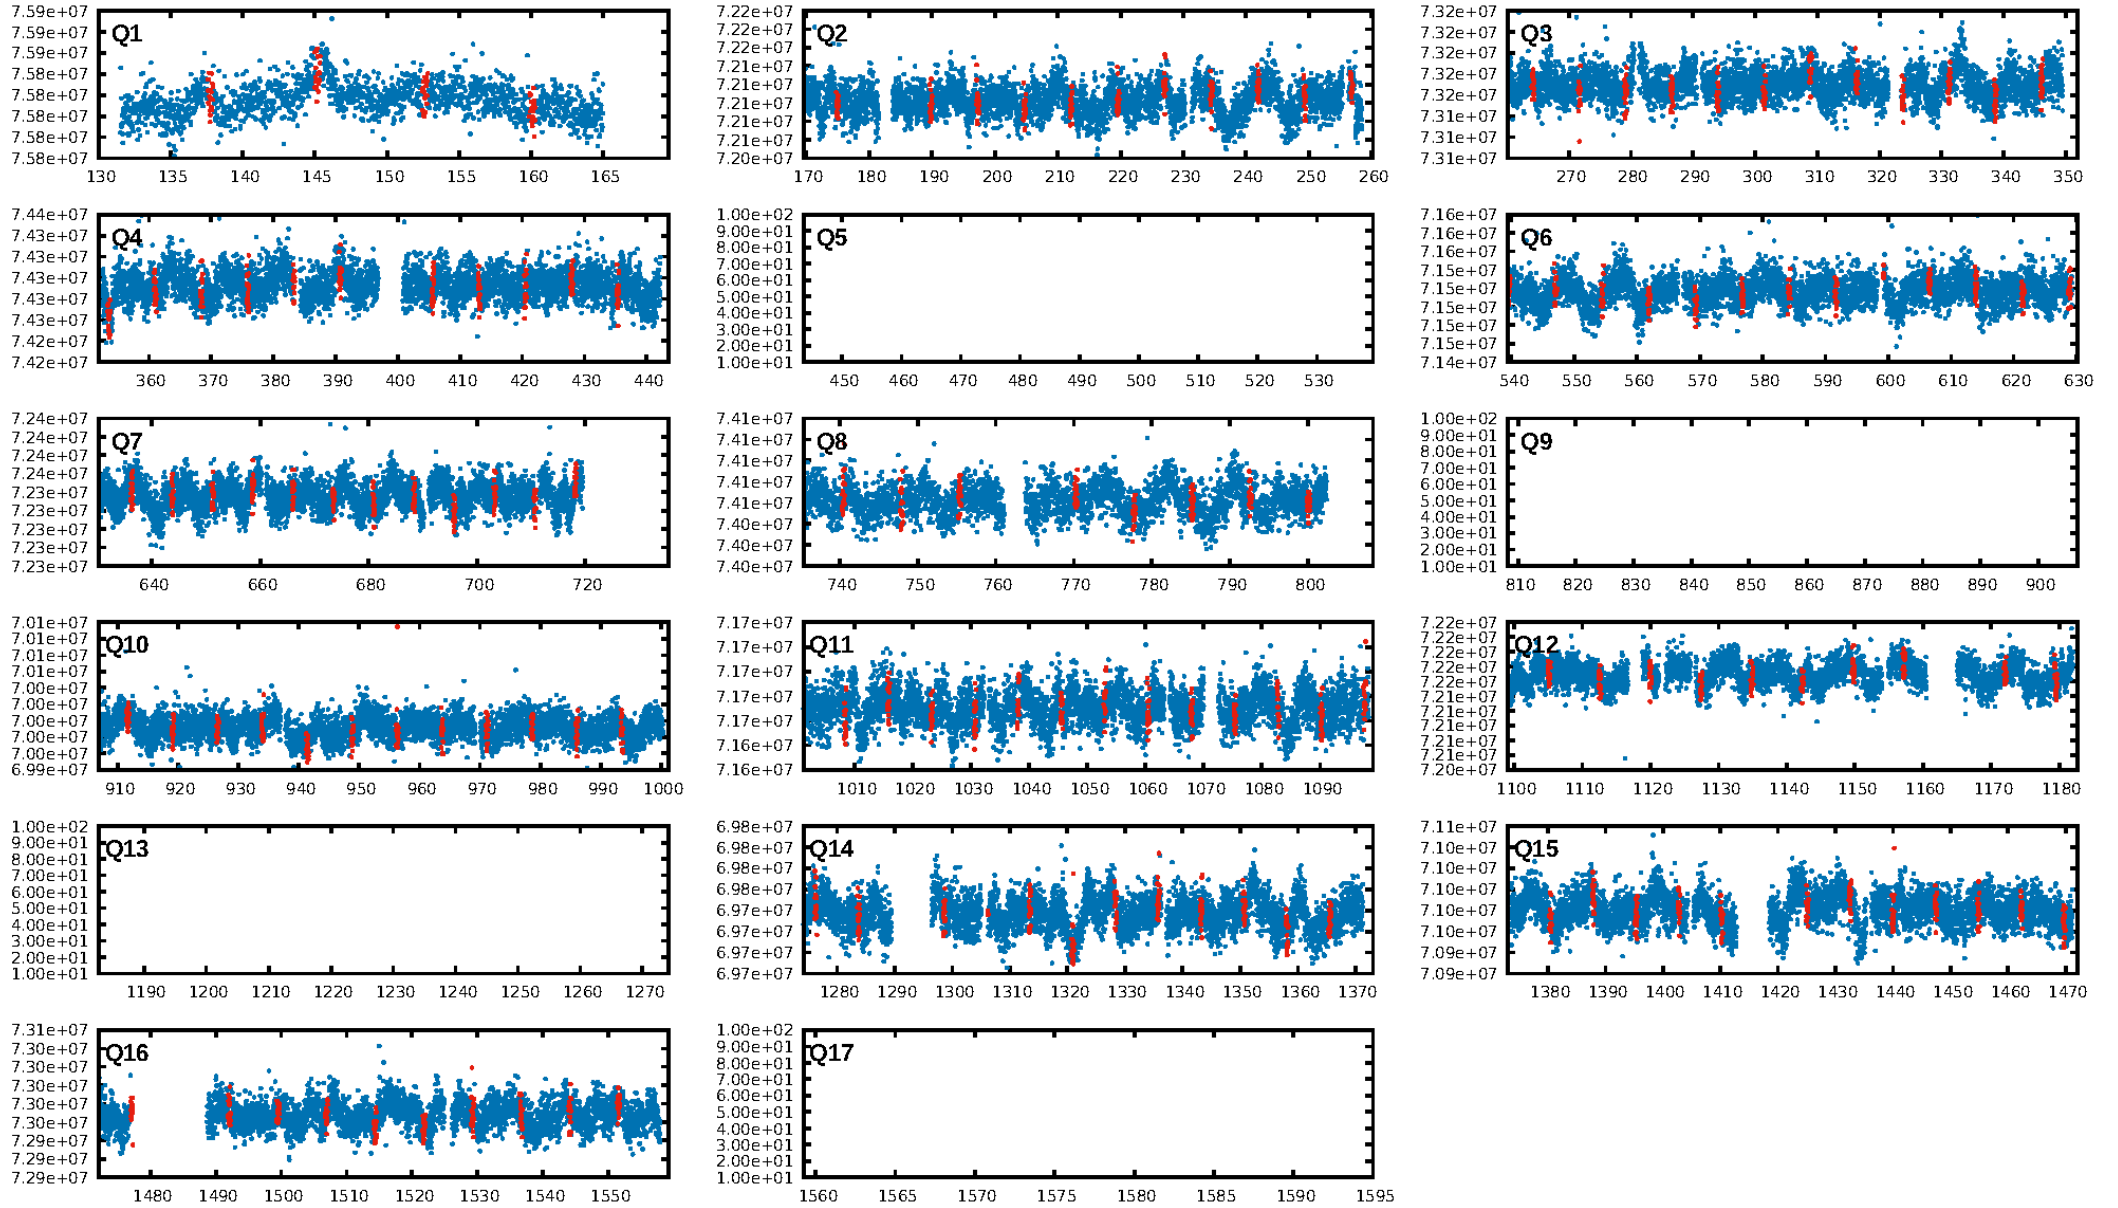 7.59e+07 7.59e+07 7.59e+07 7.58e+07 7.58e+07 7.58e+07 7.58e+07 7.58e+07
Q1
130 135 140 145 150 155 160 165
7.22e+07 7.22e+07 7.21e+07 7.21e+07 7.21e+07 7.21e+07 7.21e+07 7.20e+07
Q2
170 180 190 200 210 220 230 240 250 260
7.32e+07 7.32e+07 7.32e+07 7.32e+07 7.32e+07 7.31e+07 7.31e+07 7.31e+07
Q3
270 280 290 300 310 320 330 340 350
7.44e+07 7.43e+07 7.43e+07 7.43e+07 7.43e+07 7.43e+07 7.42e+07 7.42e+07
Q4
360 370 380 390 400 410 420 430 440
1.00e+02 9.00e+01 8.00e+01 7.00e+01 6.00e+01 5.00e+01 4.00e+01 3.00e+01 2.00e+01 1.00e+01
Q5
450 460 470 480 490 500 510 520 530
7.16e+07 7.16e+07 7.16e+07 7.15e+07 7.15e+07 7.15e+07 7.15e+07 7.15e+07 7.14e+07
Q6
540 550 560 570 580 590 600 610 620 630
7.24e+07 7.24e+07 7.24e+07 7.24e+07 7.23e+07 7.23e+07 7.23e+07 7.23e+07 7.23e+07
Q7
640 660 680 700 720
7.41e+07 7.41e+07 7.41e+07 7.41e+07 7.41e+07 7.40e+07 7.40e+07 7.40e+07
Q8
740 750 760 770 780 790 800
1.00e+02 9.00e+01 8.00e+01 7.00e+01 6.00e+01 5.00e+01 4.00e+01 3.00e+01 2.00e+01 1.00e+01
Q9
810 820 830 840 850 860 870 880 890 900
7.01e+07 7.01e+07 7.01e+07 7.01e+07 7.00e+07 7.00e+07 7.00e+07 7.00e+07 6.99e+07
Q10
910 920 930 940 950 960 970 980 990 1000
7.17e+07 7.17e+07 7.17e+07 7.17e+07 7.17e+07 7.16e+07 7.16e+07
Q11
1010 1020 1030 1040 1050 1060 1070 1080 1090
7.22e+07 7.22e+07 7.22e+07 7.22e+07 7.22e+07 7.21e+07 7.21e+07 7.21e+07 7.21e+07 7.21e+07 7.20e+07
Q12
1100 1110 1120 1130 1140 1150 1160 1170 1180
1.00e+02 9.00e+01 8.00e+01 7.00e+01 6.00e+01 5.00e+01 4.00e+01 3.00e+01 2.00e+01 1.00e+01
Q13
1190 1200 1210 1220 1230 1240 1250 1260 1270
6.98e+07 6.98e+07 6.98e+07 6.98e+07 6.97e+07 6.97e+07 6.97e+07 6.97e+07
Q14
1280 1290 1300 1310 1320 1330 1340 1350 1360 1370
7.11e+07 7.10e+07 7.10e+07 7.10e+07 7.10e+07 7.10e+07 7.09e+07 7.09e+07
Q15
1380 1390 1400 1410 1420 1430 1440 1450 1460 1470
7.31e+07 7.30e+07 7.30e+07 7.30e+07 7.30e+07 7.30e+07 7.29e+07 7.29e+07 7.29e+07
Q16
1480 1490 1500 1510 1520 1530 1540 1550
1.00e+02 9.00e+01 8.00e+01 7.00e+01 6.00e+01 5.00e+01 4.00e+01 3.00e+01 2.00e+01 1.00e+01
Q17
1560 1565 1570 1575 1580 1585 1590 1595